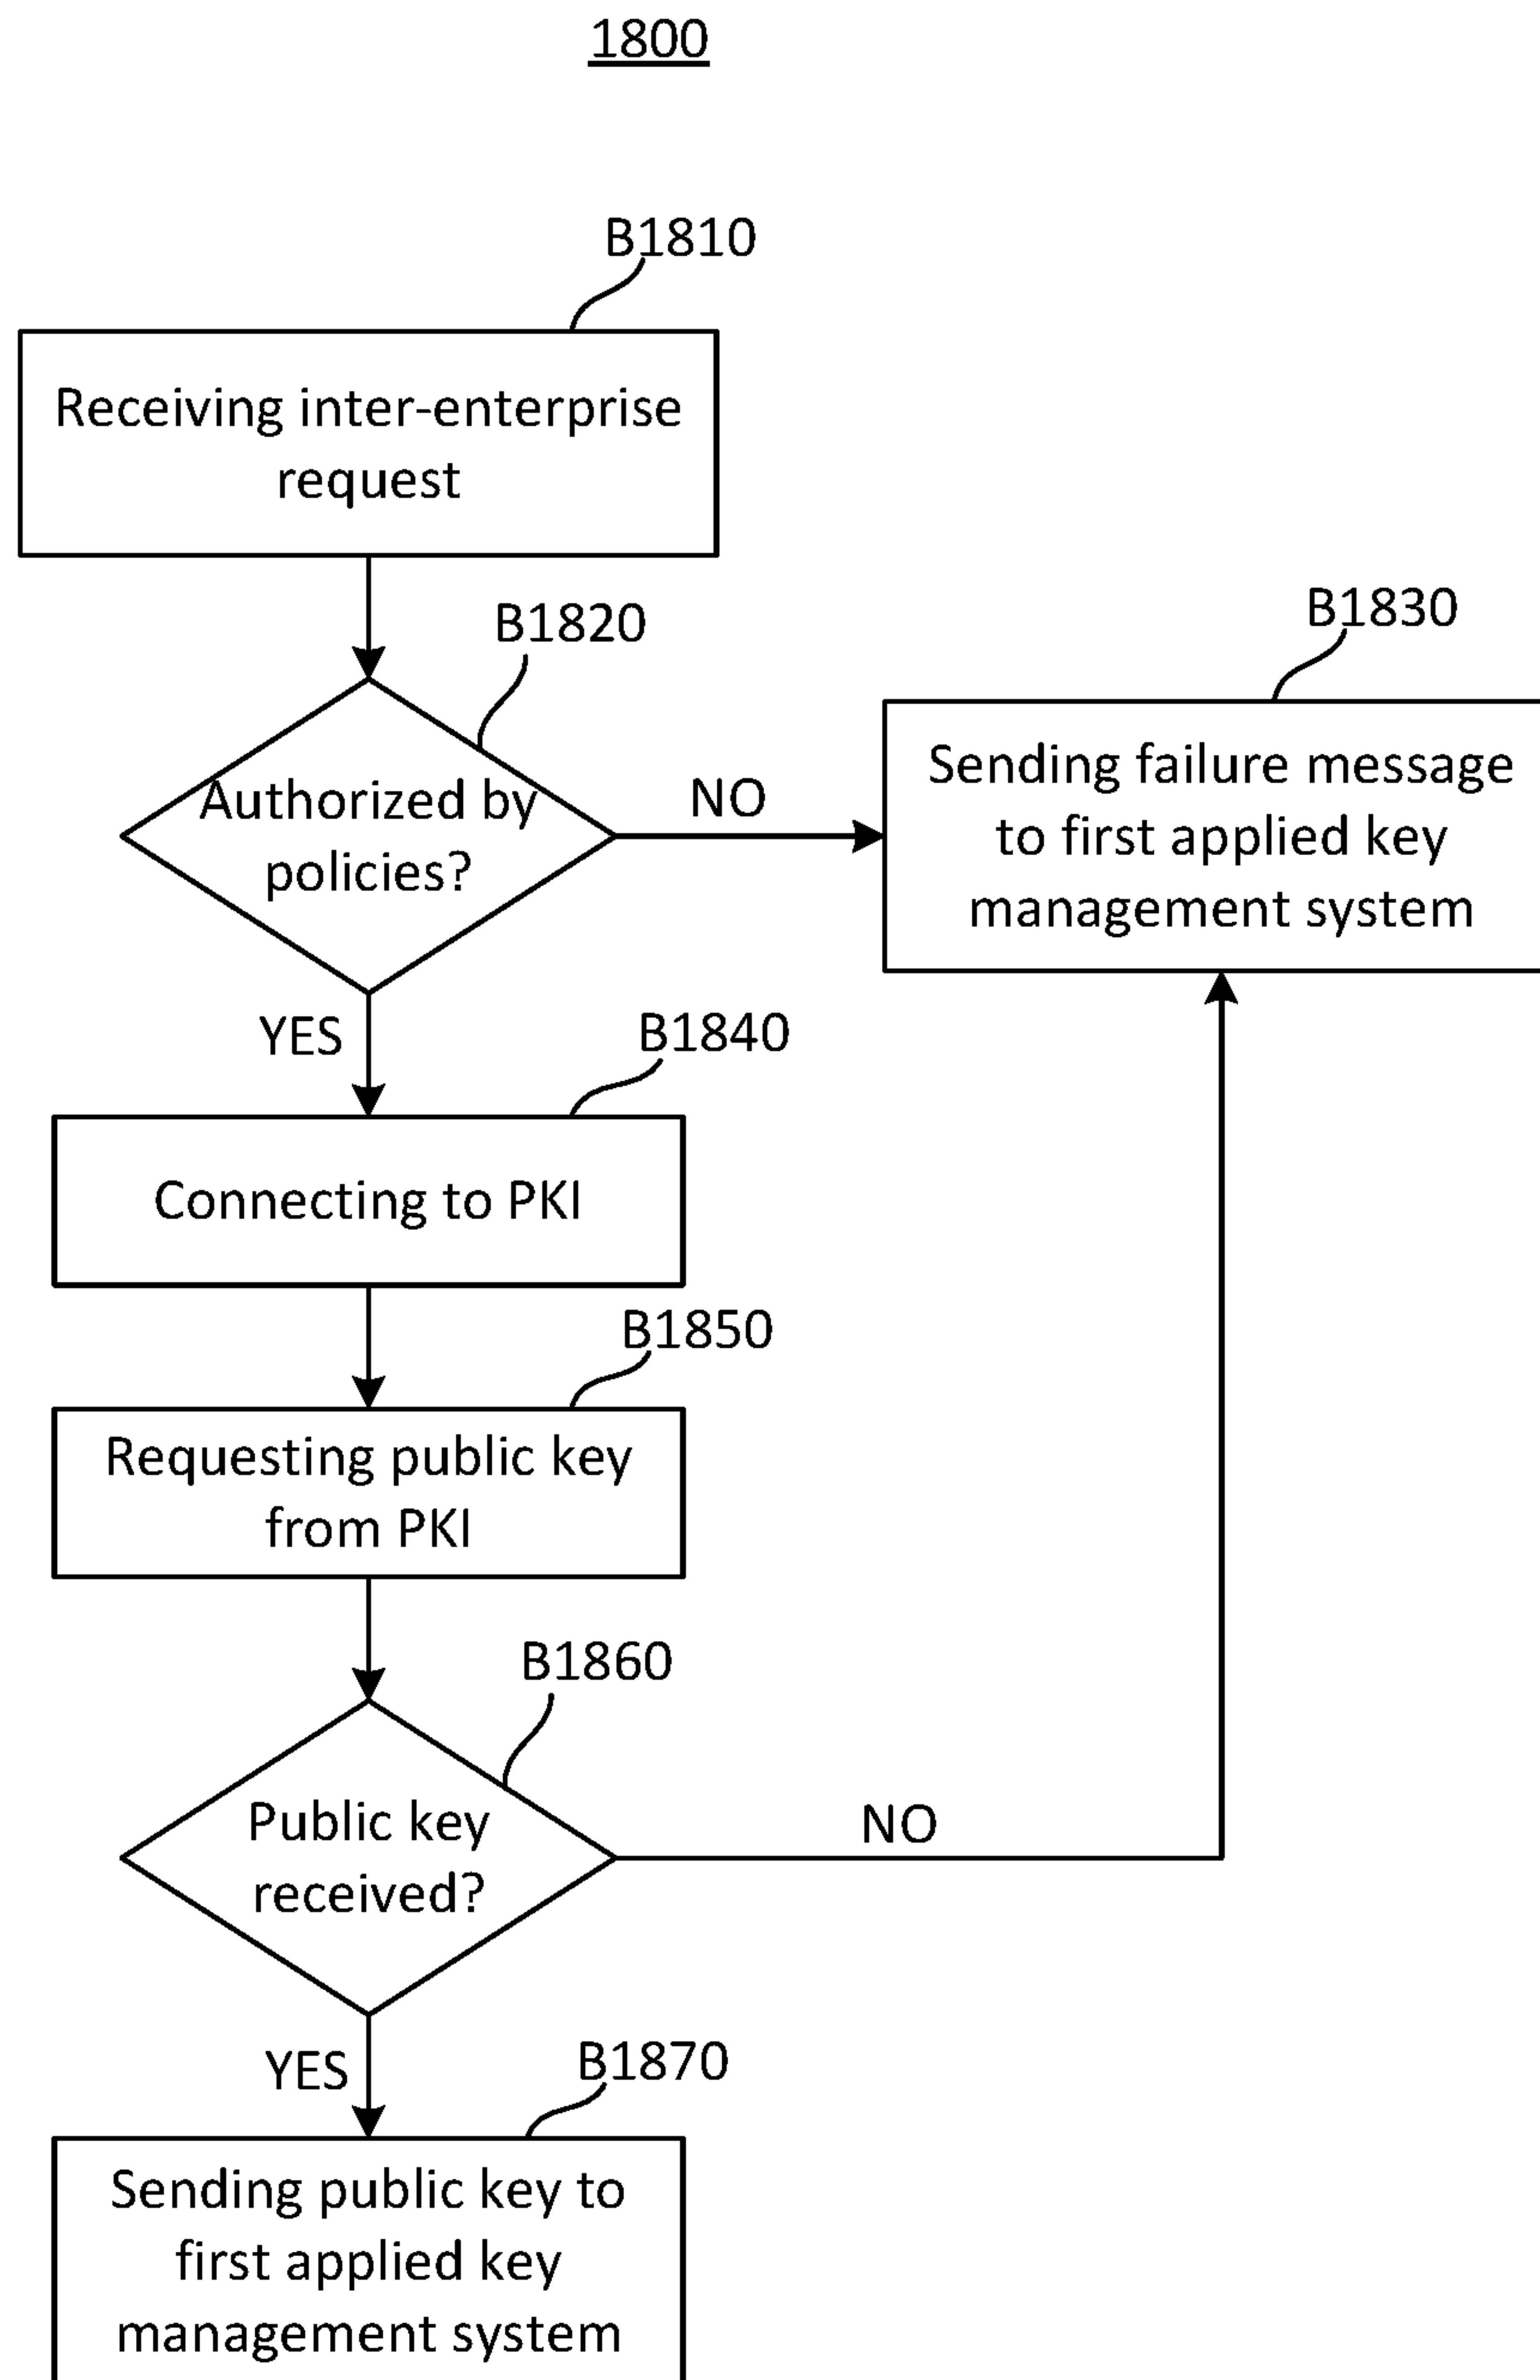 1800
B1810
Receiving inter-enterprise
request
B1820
B1830
Authorized by
policies?
NO
Sending failure message
to first applied key
management system
YES
B1840
Connecting to PKI
B1850
Requesting public key
from PKI
B1860
Public key
received?
NO
YES
B1870
Sending public key to
first applied key
management system